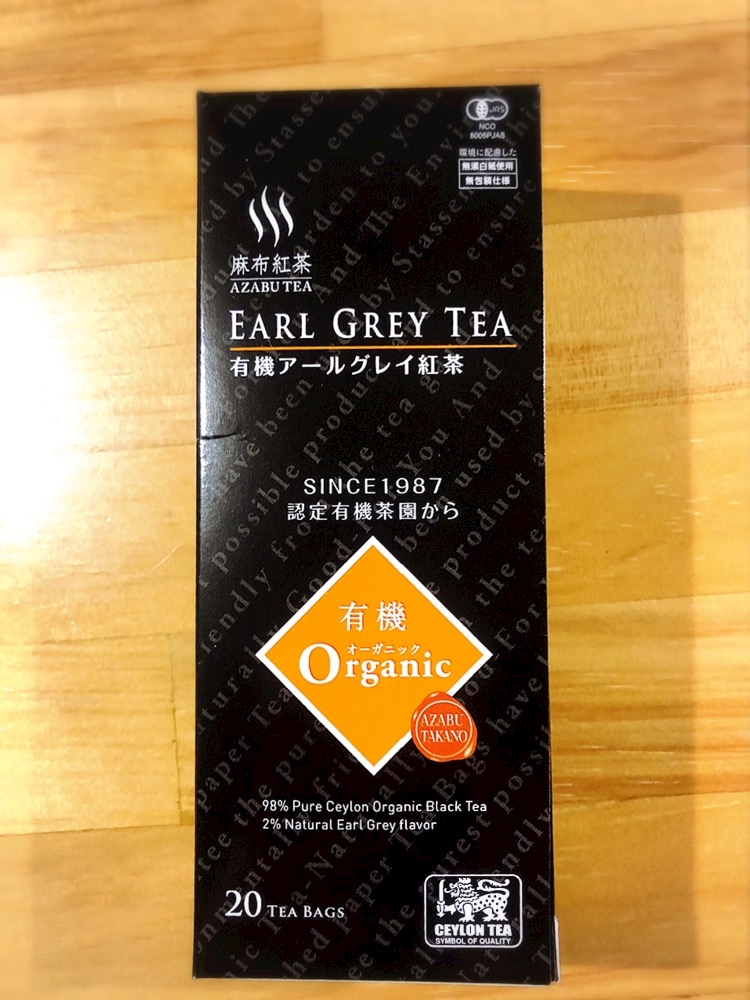 JAS
NCO
8005PJAS
環境に配慮した
無漂白紙使用
無包装仕様
麻布紅茶
AZABU TEA
EARL GREY TEA
有機アールグレイ紅茶
SINCE1987
認定有機茶園から
有機
オーガニック
Organic
AZABU
TAKANO
98% Pure Ceylon Organic Black Tea
2% Natural Earl Grey flavor
20 TEA BAGS
CEYLON TEA
SYMBOL OF QUALITY